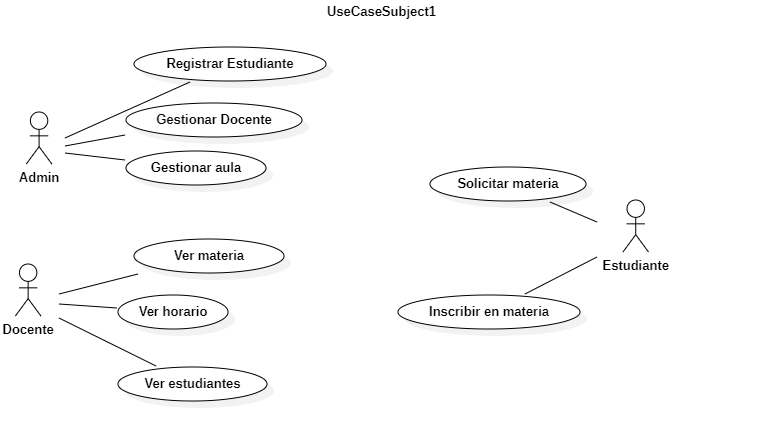 UseCaseSubject1
Registrar Estudiante
Gestionar Docente
Gestionar aula
Admin
Solicitar materia
Estudiante
Ver materia
Ver horario
Docente
Inscribir en materia
Ver estudiantes